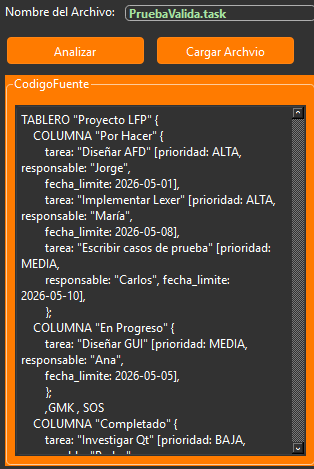 Nombre del Archivo: PruebaValida.task
Analizar Cargar Archvio
CodigoFuente
TABLERO "Proyecto LFP" {
COLUMNA "Por Hacer" {
tarea: "Diseñar AFD" [prioridad: ALTA,
responsable: "Jorge",
fecha_limite: 2026-05-01],
tarea: "Implementar Lexer" [prioridad: ALTA,
responsable: "María",
fecha_limite: 2026-05-08],
tarea: "Escribir casos de prueba" [prioridad:
MEDIA,
responsable: "Carlos", fecha_limite:
2026-05-10],
};
COLUMNA "En Progreso" {
tarea: "Diseñar GUI" [prioridad: MEDIA,
responsable: "Ana",
fecha_limite: 2026-05-05],
};
,GMK , SOS
COLUMNA "Completado" {
tarea: "Investigar Qt" [prioridad: BAJA,